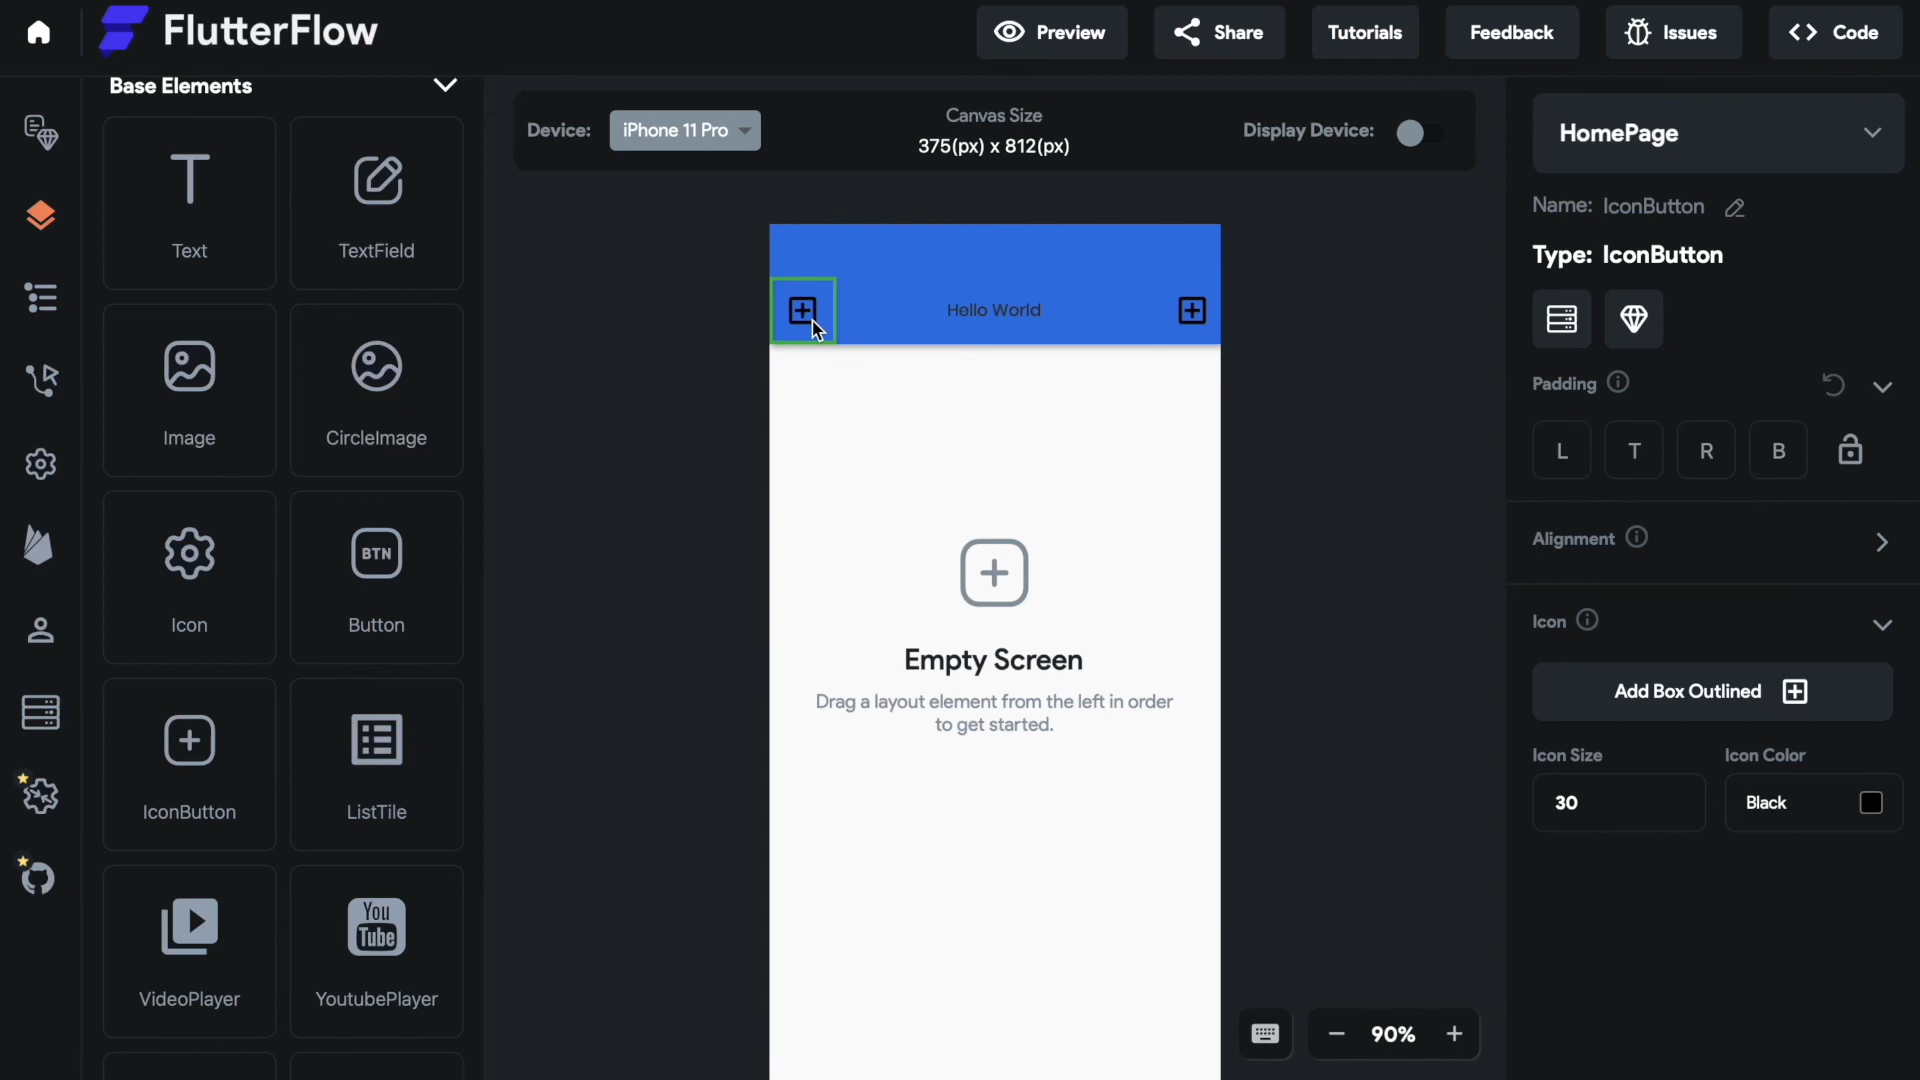 FlutterFlow
Preview
Share
Tutorials
Feedback
Issues
Code
Base Elements
Text
TextField
Image
CircleImage
Icon
BTN
Button
IconButton
ListTile
VideoPlayer
You
Tube
YoutubePlayer
Device:
iPhone 11 Pro
Canvas Size
375(px) x 812(px)
Display Device:
Hello World
Empty Screen
Drag a layout element from the left in order
to get started.
90%
HomePage
Name: IconButton
Type: IconButton
Padding
L
T
R
B
Alignment
Icon
Add Box Outlined
Icon Size
Icon Color
30
Black